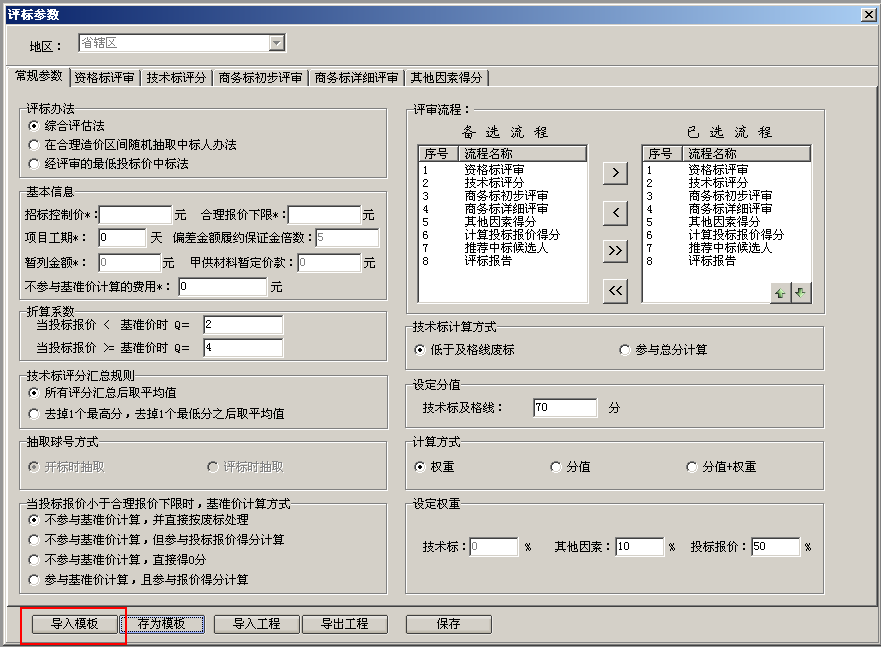 评标参数
地区： 省辖区
常规参数 资格标评审 技术标评分 商务标初步评审 商务标详细评审 其他因素得分
评标办法
综合评估法
在合理造价区间随机抽取中标人办法
经评审的最低投标价中标法
基本信息
招标控制价*: 元 合理报价下限*: 元
项目工期*: 0 天 偏差金额履约保证金倍数: 5
暂列金额*: 0 元 甲供材料暂定价款: 0 元
不参与基准价计算的费用*: 0 元
折算系数
当投标报价 < 基准价时 Q= 2
当投标报价 >= 基准价时 Q= 4
技术标评分汇总规则
所有评分汇总后取平均值
去掉1个最高分，去掉1个最低分之后取平均值
抽取球号方式
开标时抽取 评标时抽取
当投标报价小于合理报价下限时，基准价计算方式
不参与基准价计算，并直接按废标处理
不参与基准价计算，但参与投标报价得分计算
不参与基准价计算，直接得0分
参与基准价计算，且参与报价得分计算
评审流程：
备 选 流 程
序号 流程名称
1 资格标评审
2 技术标评分
3 商务标初步评审
4 商务标详细评审
5 其他因素得分
6 计算投标报价得分
7 推荐中标候选人
8 评标报告
>
<
>>
<<
已 选 流 程
序号 流程名称
1 资格标评审
2 技术标评分
3 商务标初步评审
4 商务标详细评审
5 其他因素得分
6 计算投标报价得分
7 推荐中标候选人
8 评标报告
技术标计算方式
低于及格线废标 参与总分计算
设定分值
技术标及格线: 70 分
计算方式
权重 分值 分值+权重
设定权重
技术标: 0 % 其他因素: 10 % 投标报价: 50 %
导入模板 存为模板 导入工程 导出工程 保存